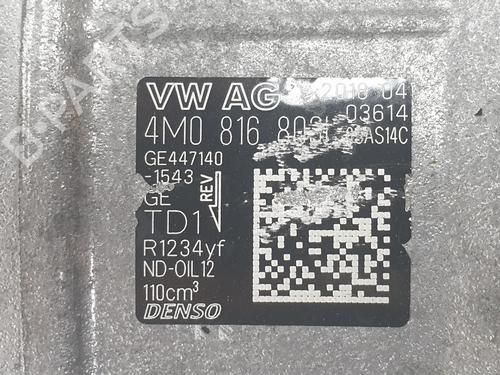 VW AG 2018 04
03614
4M0 816 803
GE447140
-1543
GE
REV
TD1
R1234yf
ND-OIL12
110cm³
DENSO
B-PARTS